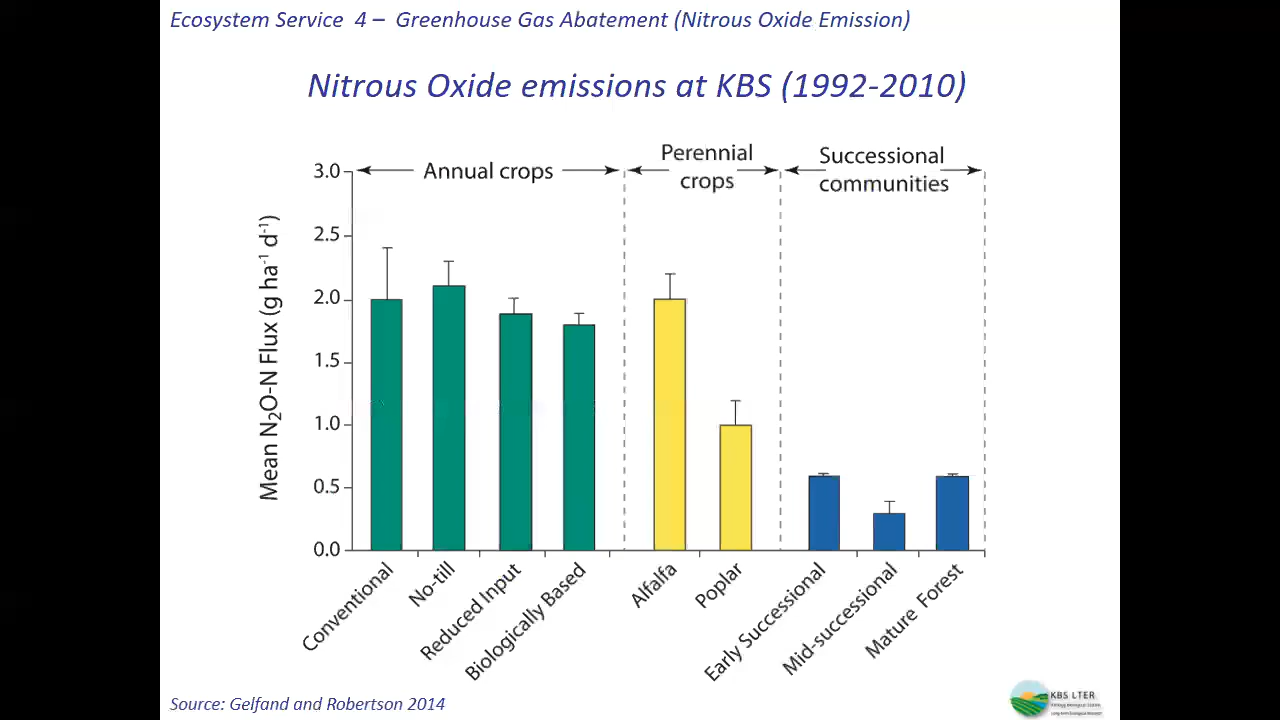 Ecosystem Service 4 – Greenhouse Gas Abatement (Nitrous Oxide Emission)
Nitrous Oxide emissions at KBS (1992-2010)
Annual crops
Perennial
crops
Successional
communities
Mean N₂O-N Flux (g ha⁻¹ d⁻¹)
3.0
2.5
2.0
1.5
1.0
0.5
0.0
Conventional
No-till
Reduced Input
Biologically Based
Alfalfa
Poplar
Early Successional
Mid-successional
Mature Forest
Source: Gelfand and Robertson 2014
KBS LTER